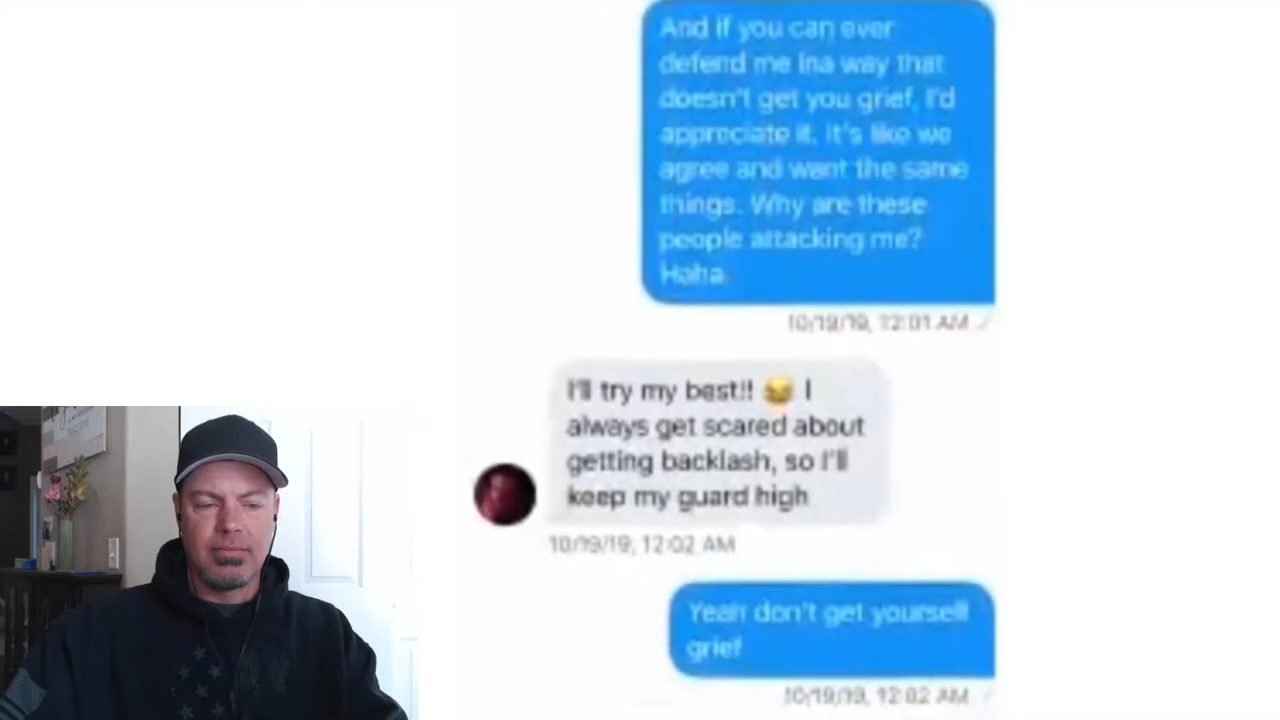 And if you can ever
defend me ina way that
doesn't get you grief, I'd
appreciate it. It's like we
agree and want the same
things. Why are these
people attacking me?
Haha.
10/19/19, 12:01 AM
I'll try my best!! 😂 I
always get scared about
getting backlash, so I'll
keep my guard high
10/19/19, 12:02 AM
Yeah don't get yourself
grief
10/19/19, 12:02 AM